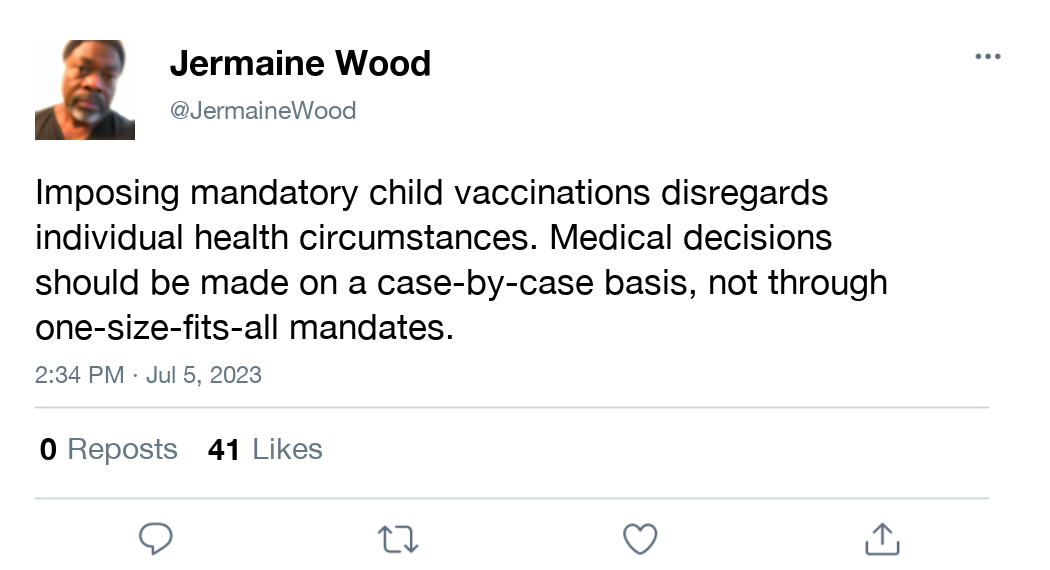 Jermaine Wood
@JermaineWood
Imposing mandatory child vaccinations disregards
individual health circumstances. Medical decisions
should be made on a case-by-case basis, not through
one-size-fits-all mandates.
2:34 PM · Jul 5, 2023
0 Reposts 41 Likes